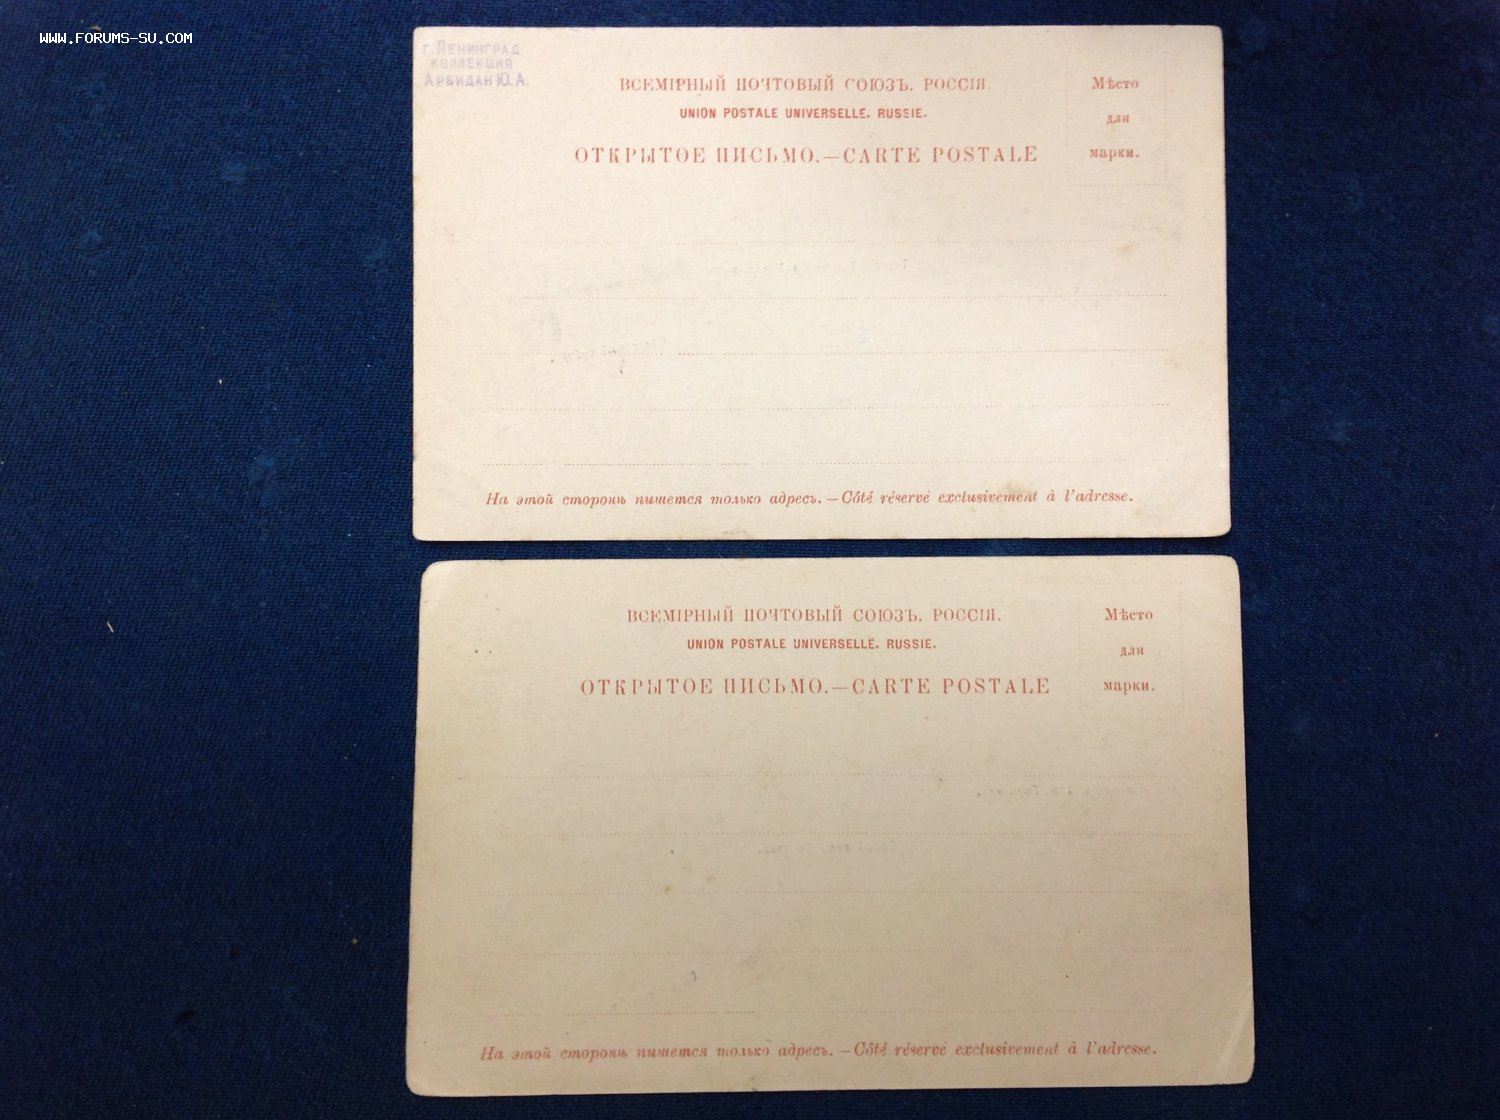 WWW.FORUMS-SU.COM
г. Ленинград
коллекция
Арбидан Ю.А.
ВСЕМІРНЫЙ ПОЧТОВЫЙ СОЮЗЪ. РОССІЯ.
UNION POSTALE UNIVERSELLE. RUSSIE.
ОТКРЫТОЕ ПИСЬМО.—CARTE POSTALE
Мѣсто
для
марки.
На этой сторонѣ пишется только адресъ. — Côté réservé exclusivement à l'adresse.
ВСЕМІРНЫЙ ПОЧТОВЫЙ СОЮЗЪ. РОССІЯ.
UNION POSTALE UNIVERSELLE. RUSSIE.
ОТКРЫТОЕ ПИСЬМО.—CARTE POSTALE
Мѣсто
для
марки.
На этой сторонѣ пишется только адресъ. — Côté réservé exclusivement à l'adresse.